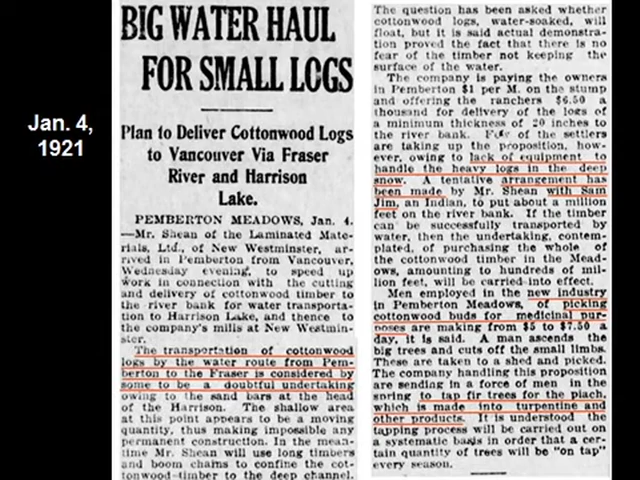 Jan. 4,
1921
BIG WATER HAUL
FOR SMALL LOGS
Plan to Deliver Cottonwood Logs
to Vancouver Via Fraser
River and Harrison
Lake.
PEMBERTON MEADOWS, Jan. 4.
—Mr. Shean of the Laminated Mate-
rials, Ltd., of New Westminster, ar-
rived in Pemberton from Vancouver,
Wednesday evening, to speed up
work in connection with the cutting
and delivery of cottonwood timber to
the river bank for water transporta-
tion to Harrison Lake, and thence to
the company's mills at New Westmin-
ster.
The transportation of cottonwood
logs by the water route from Pem-
berton to the Fraser is considered by
some to be a doubtful undertaking
owing to the sand bars at the head
of the Harrison. The shallow area
at this point appears to be a moving
quantity, thus making impossible any
permanent construction. In the mean-
time Mr. Shean will use long timbers
and boom chains to confine the cot-
tonwood timber to the deep channel.
The question has been asked whether
cottonwood logs, water-soaked, will
float, but it is said actual demonstra-
tion proved the fact that there is no
fear of the timber not keeping the
surface of the water.
The company is paying the owners
in Pemberton $1 per M. on the stump
and offering the ranchers $6.50 a
thousand for delivery of the logs of
a minimum thickness of 20 inches to
the river bank. Few of the settlers
are taking up the proposition, how-
ever, owing to lack of equipment to
handle the heavy logs in the deep
snow. A tentative arrangement has
been made by Mr. Shean with Sam
Jim, an Indian, to put about a million
feet on the river bank. If the timber
can be successfully transported by
water, then the undertaking, contem-
plated, of purchasing the whole of
the cottonwood timber in the Mead-
ows, amounting to hundreds of mil-
lion feet, will be carried into effect.
Men employed in the new industry
in Pemberton Meadows, of picking
cottonwood buds for medicinal pur-
poses are making from $5 to $7.50 a
day, it is said. A man ascends the
big trees and cuts off the small limbs.
These are taken to a shed and picked.
The company handling this proposition
are sending in a force of men in the
spring to tap fir trees for the pitch,
which is made into turpentine and
other products. It is understood the
tapping process will be carried out on
a systematic basis in order that a cer-
tain quantity of trees will be "on tap"
every season.